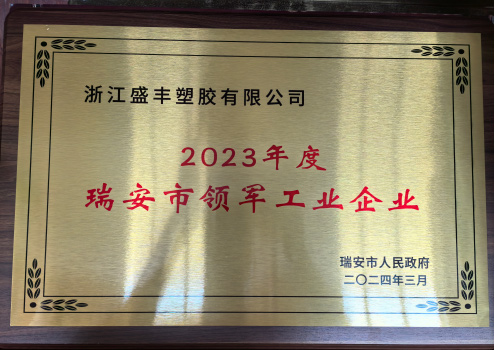 浙江盛丰塑胶有限公司
2023年度
瑞安市领军工业企业
瑞安市人民政府
二〇二四年三月